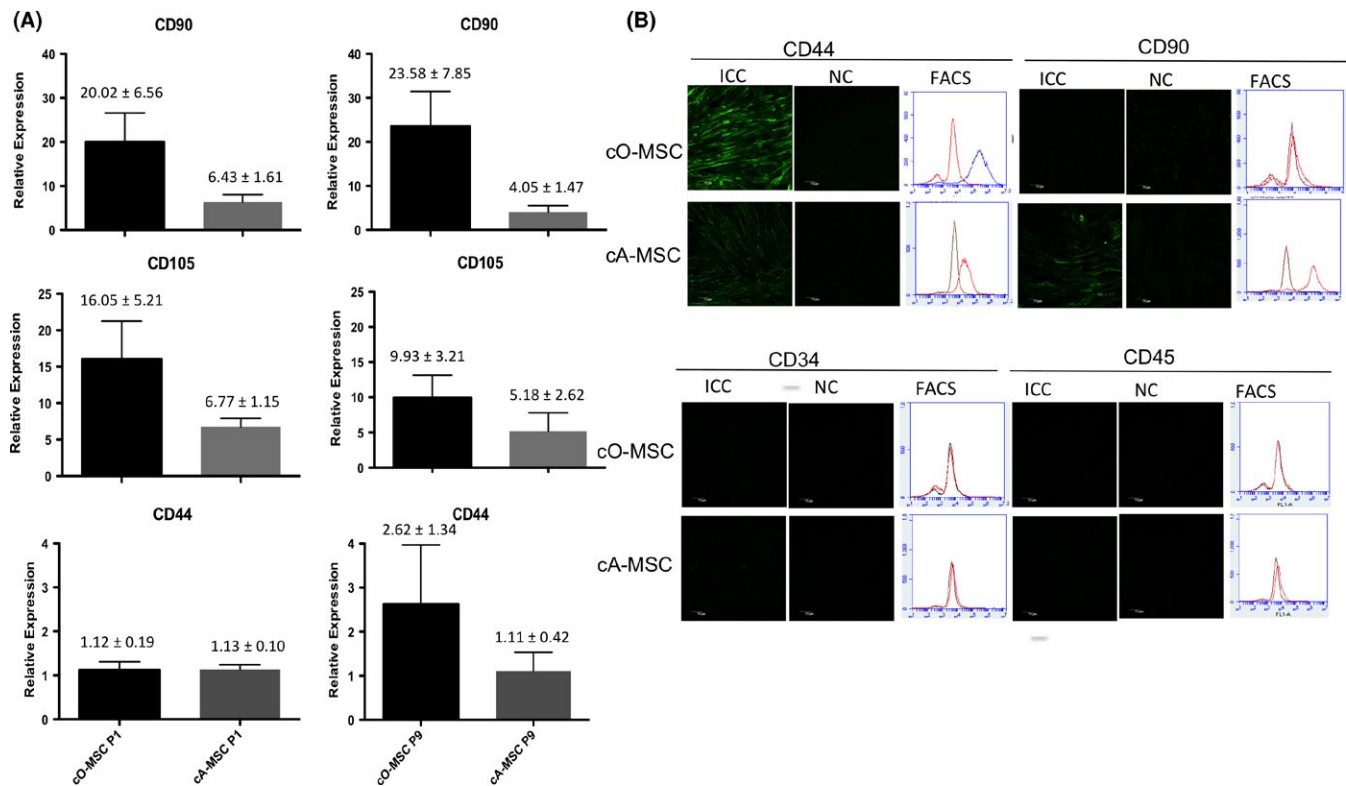 (A)
CD90
Relative Expression
40
30
20
10
0
20.02 ± 6.56
6.43 ± 1.61
CD90
Relative Expression
40
30
20
10
0
23.58 ± 7.85
4.05 ± 1.47
CD105
Relative Expression
25
20
15
10
5
0
16.05 ± 5.21
6.77 ± 1.15
CD105
Relative Expression
25
20
15
10
5
0
9.93 ± 3.21
5.18 ± 2.62
CD44
Relative Expression
4
3
2
1
0
1.12 ± 0.19
1.13 ± 0.10
cO-MSC P1
cA-MSC P1
CD44
Relative Expression
4
3
2
1
0
2.62 ± 1.34
1.11 ± 0.42
cO-MSC P9
cA-MSC P9
(B)
CD44 CD90
ICC NC FACS ICC NC FACS
cO-MSC
cA-MSC
CD34 CD45
ICC NC FACS ICC NC FACS
cO-MSC
FL1-A
cA-MSC
FL1-A